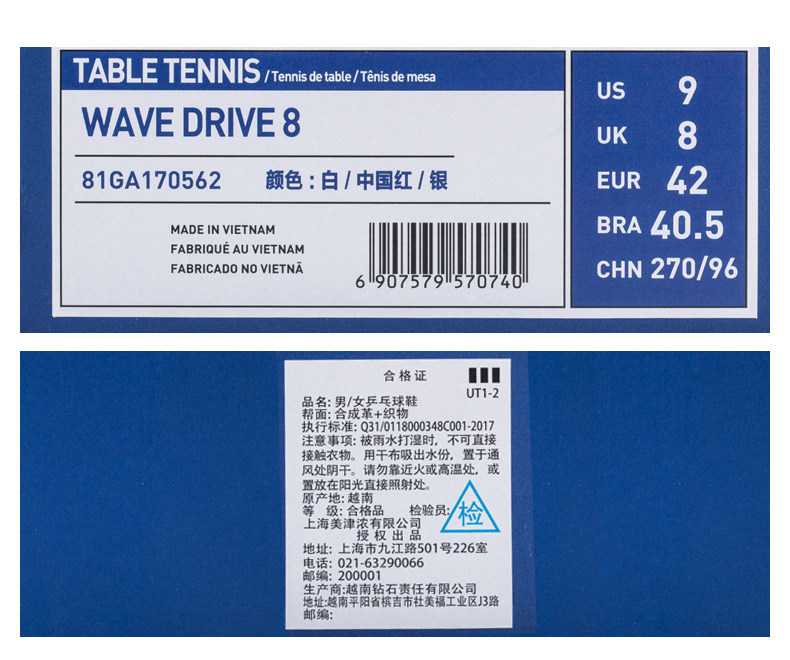 TABLE TENNIS / Tennis de table / Tênis de mesa
WAVE DRIVE 8
81GA170562 颜色：白 / 中国红 / 银
MADE IN VIETNAM
FABRIQUÉ AU VIETNAM
FABRICADO NO VIETNÃ
6 907579 570740
US 9
UK 8
EUR 42
BRA 40.5
CHN 270/96
合格证
UT1-2
品名: 男/女乒乓球鞋
帮面: 合成革+织物
执行标准: Q31/0118000348C001-2017
注意事项: 被雨水打湿时，不可直接
接触衣物。用干布吸出水份，置于通
风处阴干。请勿靠近火或高温处，或
置放在阳光直接照射处。
原产地: 越南
等 级: 合格品 检验员: 检
上海美津浓有限公司
授 权 出 品
地址: 上海市九江路501号226室
电话: 021-63290066
邮编: 200001
生产商: 越南钻石责任有限公司
地址: 越南平阳省槟吉市社美福工业区J3路
邮编: